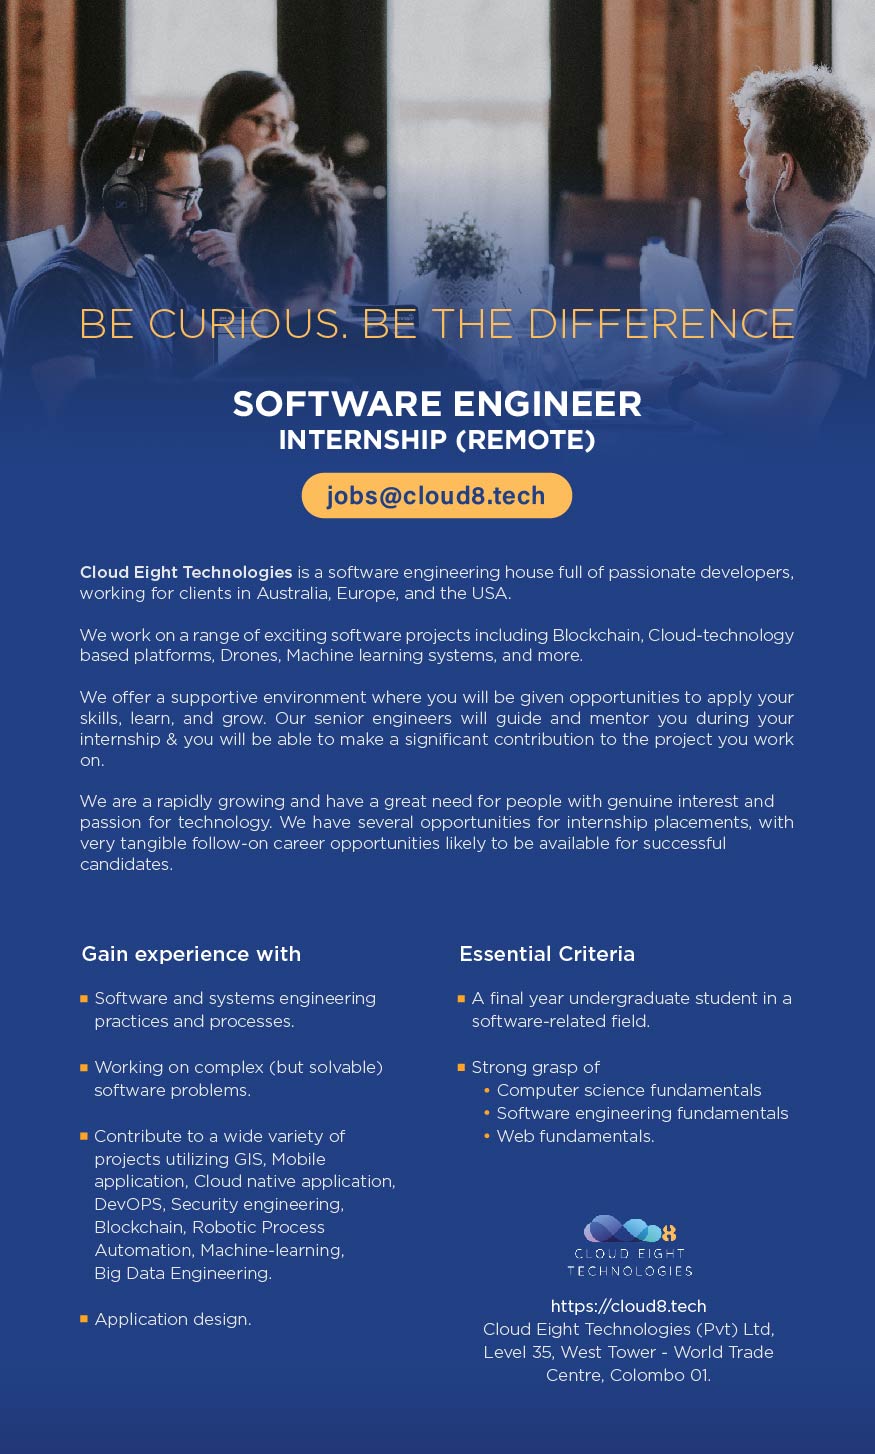 BE CURIOUS. BE THE DIFFERENCE
SOFTWARE ENGINEER
INTERNSHIP (REMOTE)
jobs@cloud8.tech
Cloud Eight Technologies is a software engineering house full of passionate developers,
working for clients in Australia, Europe, and the USA.
We work on a range of exciting software projects including Blockchain, Cloud-technology
based platforms, Drones, Machine learning systems, and more.
We offer a supportive environment where you will be given opportunities to apply your
skills, learn, and grow. Our senior engineers will guide and mentor you during your
internship & you will be able to make a significant contribution to the project you work
on.
We are a rapidly growing and have a great need for people with genuine interest and
passion for technology. We have several opportunities for internship placements, with
very tangible follow-on career opportunities likely to be available for successful
candidates.
Gain experience with
■ Software and systems engineering
practices and processes.
■ Working on complex (but solvable)
software problems.
■ Contribute to a wide variety of
projects utilizing GIS, Mobile
application, Cloud native application,
DevOPS, Security engineering,
Blockchain, Robotic Process
Automation, Machine-learning,
Big Data Engineering.
■ Application design.
Essential Criteria
■ A final year undergraduate student in a
software-related field.
■ Strong grasp of
• Computer science fundamentals
• Software engineering fundamentals
• Web fundamentals.
8
CLOUD EIGHT
TECHNOLOGIES
https://cloud8.tech
Cloud Eight Technologies (Pvt) Ltd,
Level 35, West Tower - World Trade
Centre, Colombo 01.